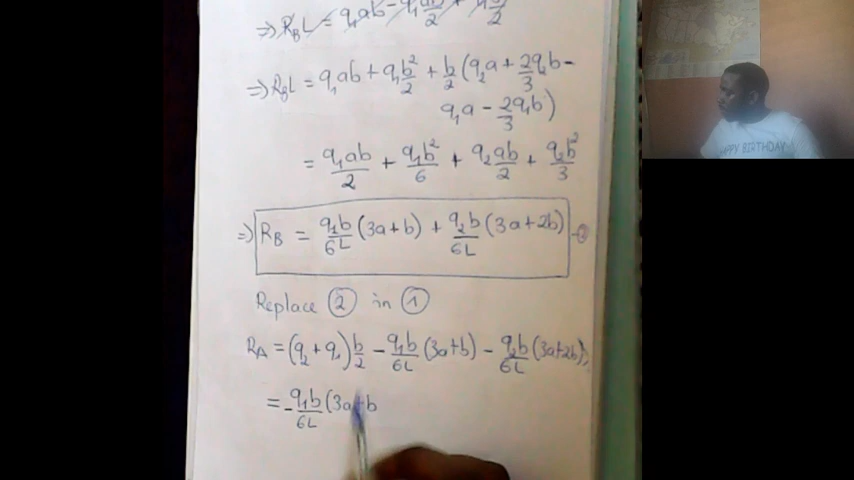 ⇒ R_B L = q₁ab
⇒ R_B L = q₁ab + q₁b²/2 + b/2 (q₂a + 2q₂b/3 -
q₁a - 2q₁b/3)
= q₁ab/2 + q₁b²/6 + q₂ab/2 + q₂b²/3
⇒ R_B = q₁b/6L (3a+b) + q₂b/6L (3a+2b) - ②
Replace ② in ①
R_A = (q₂ + q₁) b/2 - q₁b/6L (3a+b) - q₂b/6L (3a+2b)
= - q₁b/6L (3a+b
HAPPY BIRTHDAY